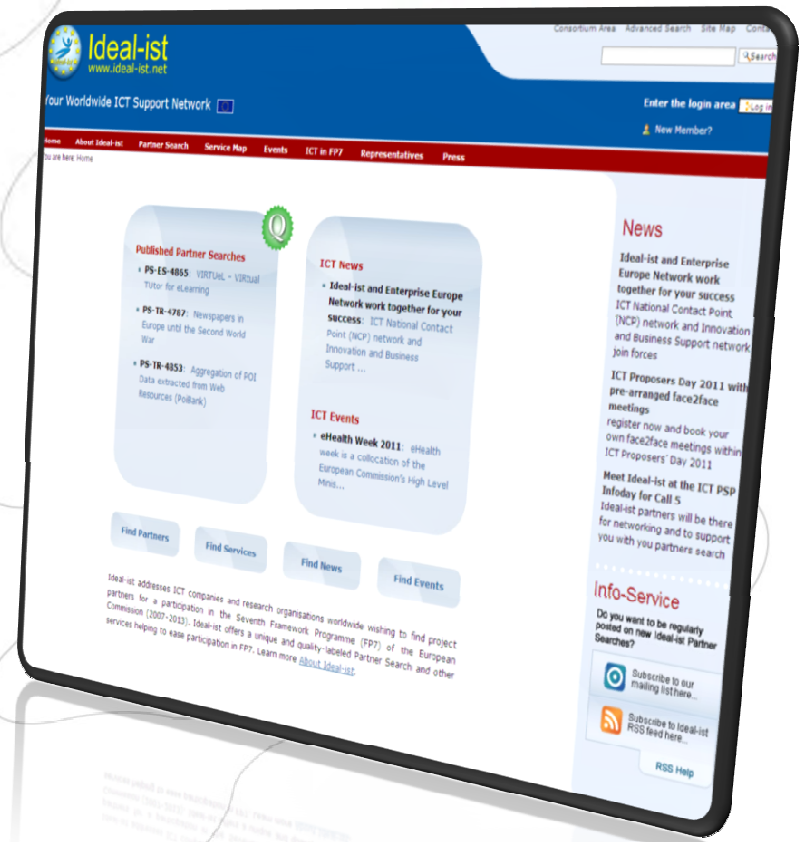 Consortium Area Advanced Search Site Map
Ideal-ist
www.ideal-ist.net
Search
Your Worldwide ICT Support Network
Enter the login area Log in
New Member?
Home About Ideal-ist Partner Search Service Map Events ICT in FP7 Representatives Press
You are here: Home
Published Partner Searches
PS-ES-4865: VIRTUeL - VIRtual
TUtor for eLearning
PS-TR-4787: Newspapers in
Europe until the Second World
War
PS-TR-4853: Aggregation of POI
Data extracted from Web
Resources (PoiBank)
Q
ICT News
Ideal-ist and Enterprise Europe
Network work together for your
success: ICT National Contact
Point (NCP) network and
Innovation and Business
Support ...
ICT Events
eHealth Week 2011: eHealth
week is a collocation of the
European Commission's High Level
Minis...
Find Partners
Find Services
Find News
Find Events
Ideal-ist addresses ICT companies and research organisations worldwide wishing to find project
partners for a participation in the Seventh Framework Programme (FP7) of the European
Commission (2007-2013). Ideal-ist offers a unique and quality-labeled Partner Search and other
services helping to ease participation in FP7. Learn more About Ideal-ist.
News
Ideal-ist and Enterprise
Europe Network work
together for your success
ICT National Contact Point
(NCP) network and Innovation
and Business Support network
join forces
ICT Proposers Day 2011 with
pre-arranged face2face
meetings
register now and book your
own face2face meetings within
ICT Proposers' Day 2011
Meet Ideal-ist at the ICT PSP
Infoday for Call 5
Ideal-ist partners will be there
for networking and to support
you with you partners search
Info-Service
Do you want to be regularly
posted on new Ideal-ist Partner
Searches?
Subscribe to our
mailing list here...
Subscribe to Ideal-ist
RSS feed here...
RSS Help